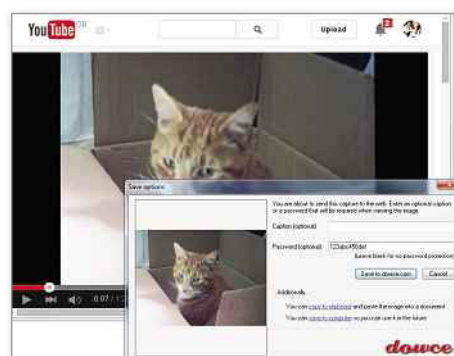 YouTube
Upload
2
Save options
You are about to send this capture to the web. Enter an optional caption
or a password that will be required when viewing the image.
Caption (optional)
Password (optional) 123abc456def
(Leave blank for no password protection)
Save to dowce.com Cancel
Additionally
You can copy to clipboard and paste the image into a document
You can save to computer so you can use it in the future
0:07
dowce